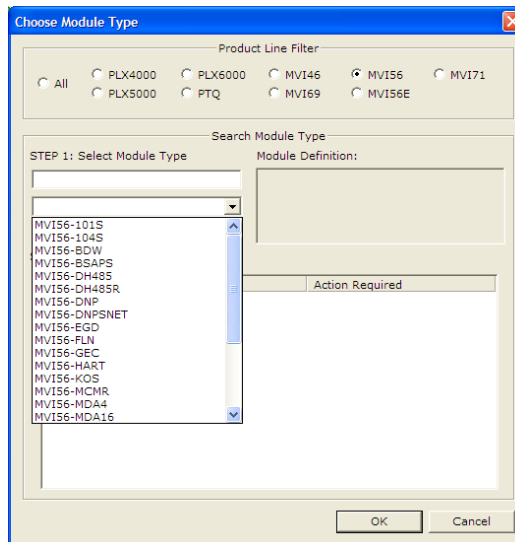 Choose Module Type
Product Line Filter
All
PLX4000
PLX6000
MVI46
MVI56
MVI71
PLX5000
PTQ
MVI69
MVI56E
Search Module Type
STEP 1: Select Module Type
Module Definition:
MVI56-101S
MVI56-104S
MVI56-BDW
MVI56-BSAPS
MVI56-DH485
MVI56-DH485R
MVI56-DNP
MVI56-DNPSNET
MVI56-EGD
MVI56-FLN
MVI56-GEC
MVI56-HART
MVI56-KOS
MVI56-MCMR
MVI56-MDA4
MVI56-MDA16
Action Required
OK
Cancel